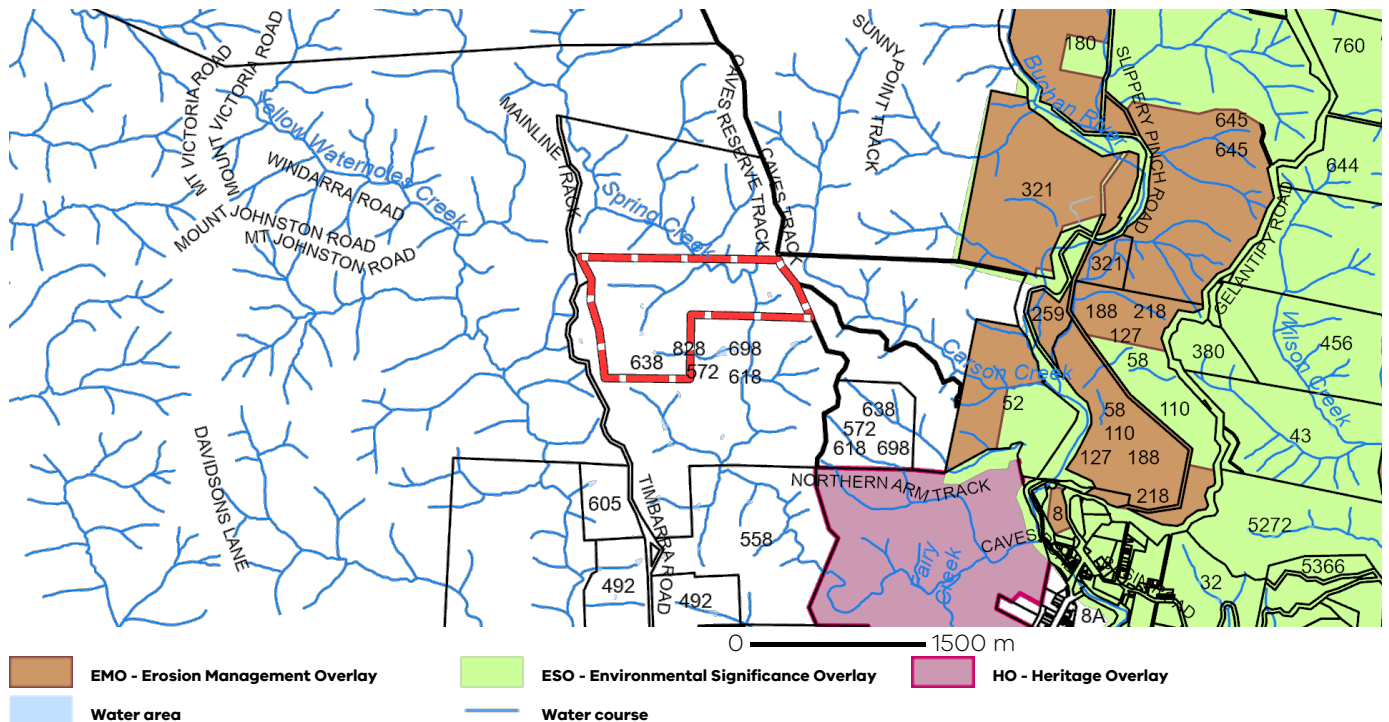 SUNNY POINT TRACK
180
760
SLIPPERY PINCH ROAD
Buchan River
MT VICTORIA ROAD
MOUNT VICTORIA ROAD
MAINLINE TRACK
CAVES RESERVE TRACK
CAVES TRACK
Yellow Waterholes Creek
645
645
644
WINDARRA ROAD
321
Spring Creek
MOUNT JOHNSTON ROAD
MT JOHNSTON ROAD
GELANTIPY ROAD
321
259
188
218
127
58
380
456
Wilson Creek
828
698
638
572
618
Carson Creek
52
638
572
618
698
58
110
110
127
188
43
218
NORTHERN ARM TRACK
DAVIDSONS LANE
605
TIMBARRA ROAD
558
8
5272
CAVES
Fairy Creek
492
492
32
5366
8A
0
1500 m
EMO - Erosion Management Overlay
ESO - Environmental Significance Overlay
HO - Heritage Overlay
Water area
Water course